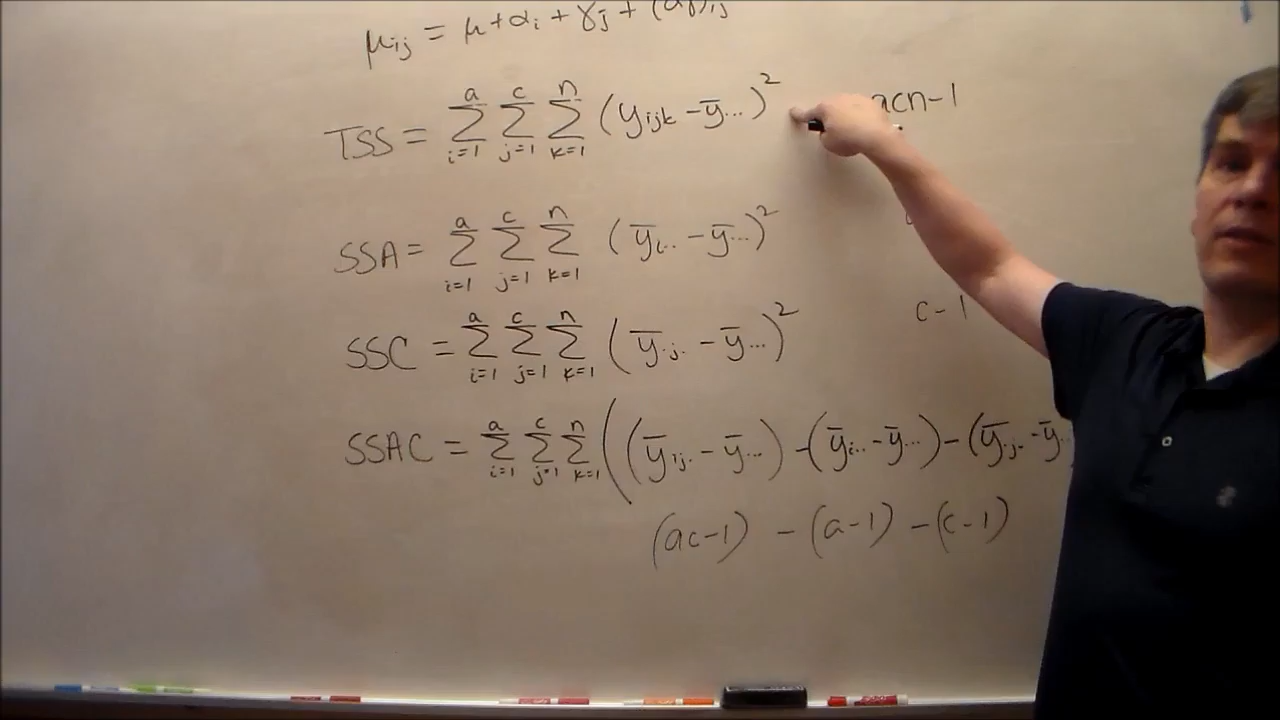 μij = μ + αi + γj + (αγ)ij
TSS = Σ_{i=1}^{a} Σ_{j=1}^{c} Σ_{k=1}^{n} (yijk − ȳ...)² acn−1
SSA = Σ_{i=1}^{a} Σ_{j=1}^{c} Σ_{k=1}^{n} (ȳi.. − ȳ...)²
SSC = Σ_{i=1}^{a} Σ_{j=1}^{c} Σ_{k=1}^{n} (ȳ.j. − ȳ...)² c−1
SSAC = Σ_{i=1}^{a} Σ_{j=1}^{c} Σ_{k=1}^{n} ((ȳij. − ȳ...) − (ȳi.. − ȳ...) − (ȳ.j. − ȳ..
(ac−1) − (a−1) − (c−1)